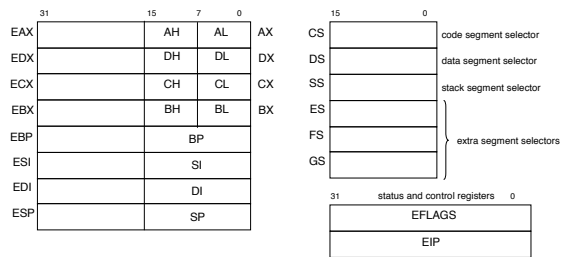 31 15 7 0
EAX AH AL AX
EDX DH DL DX
ECX CH CL CX
EBX BH BL BX
EBP BP
ESI SI
EDI DI
ESP SP
15 0
CS code segment selector
DS data segment selector
SS stack segment selector
ES
FS extra segment selectors
GS
31 status and control registers 0
EFLAGS
EIP